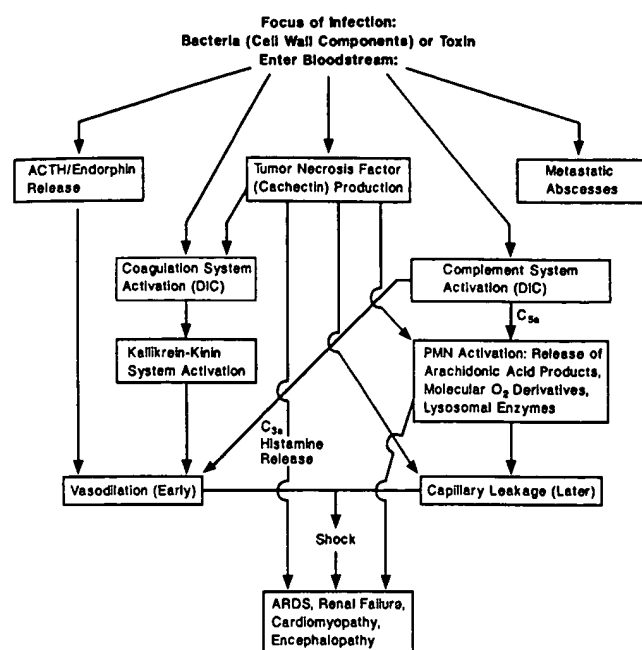 Focus of Infection:
Bacteria (Cell Wall Components) or Toxin
Enter Bloodstream:
ACTH/Endorphin
Release
Tumor Necrosis Factor
(Cachectin) Production
Metastatic
Abscesses
Coagulation System
Activation (DIC)
Complement System
Activation (DIC)
C5a
Kallikrein-Kinin
System Activation
PMN Activation: Release of
Arachidonic Acid Products,
Molecular O2 Derivatives,
Lysosomal Enzymes
C3a
Histamine
Release
Vasodilation (Early)
Capillary Leakage (Later)
Shock
ARDS, Renal Failure,
Cardiomyopathy,
Encephalopathy